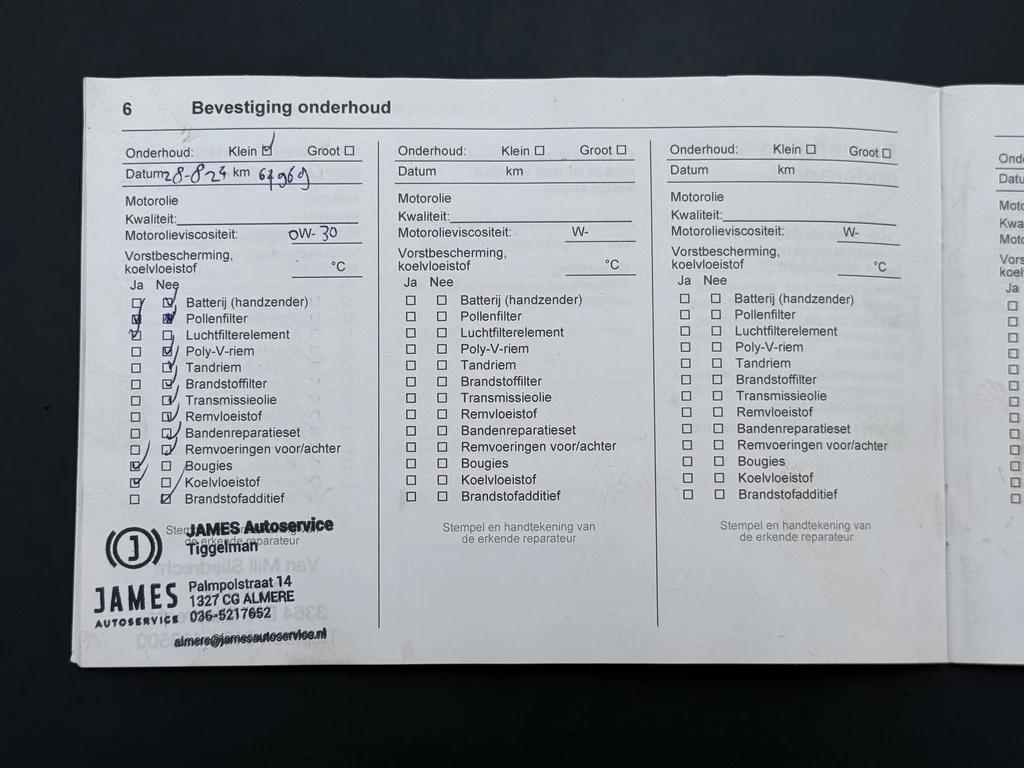 6 Bevestiging onderhoud
Onderhoud: Klein Groot
Datum 28-8-24 km 64969
Motorolie
Kwaliteit:
Motorolieviscositeit: 0W-30
Vorstbescherming,
koelvloeistof °C
Ja Nee
Batterij (handzender)
Pollenfilter
Luchtfilterelement
Poly-V-riem
Tandriem
Brandstoffilter
Transmissieolie
Remvloeistof
Bandenreparatieset
Remvoeringen voor/achter
Bougies
Koelvloeistof
Brandstofadditief
JAMES Autoservice
Tiggelman
de erkende reparateur
J
JAMES
AUTOSERVICE
Palmpolstraat 14
1327 CG ALMERE
036-5217652
almere@jamesautoservice.nl
Onderhoud: Klein Groot
Datum km
Motorolie
Kwaliteit:
Motorolieviscositeit: W-
Vorstbescherming,
koelvloeistof °C
Ja Nee
Batterij (handzender)
Pollenfilter
Luchtfilterelement
Poly-V-riem
Tandriem
Brandstoffilter
Transmissieolie
Remvloeistof
Bandenreparatieset
Remvoeringen voor/achter
Bougies
Koelvloeistof
Brandstofadditief
Stempel en handtekening van
de erkende reparateur
Onderhoud: Klein Groot
Datum km
Motorolie
Kwaliteit:
Motorolieviscositeit: W-
Vorstbescherming,
koelvloeistof °C
Ja Nee
Batterij (handzender)
Pollenfilter
Luchtfilterelement
Poly-V-riem
Tandriem
Brandstoffilter
Transmissieolie
Remvloeistof
Bandenreparatieset
Remvoeringen voor/achter
Bougies
Koelvloeistof
Brandstofadditief
Stempel en handtekening van
de erkende reparateur
Ja